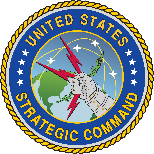 UNITED STATES
STRATEGIC COMMAND